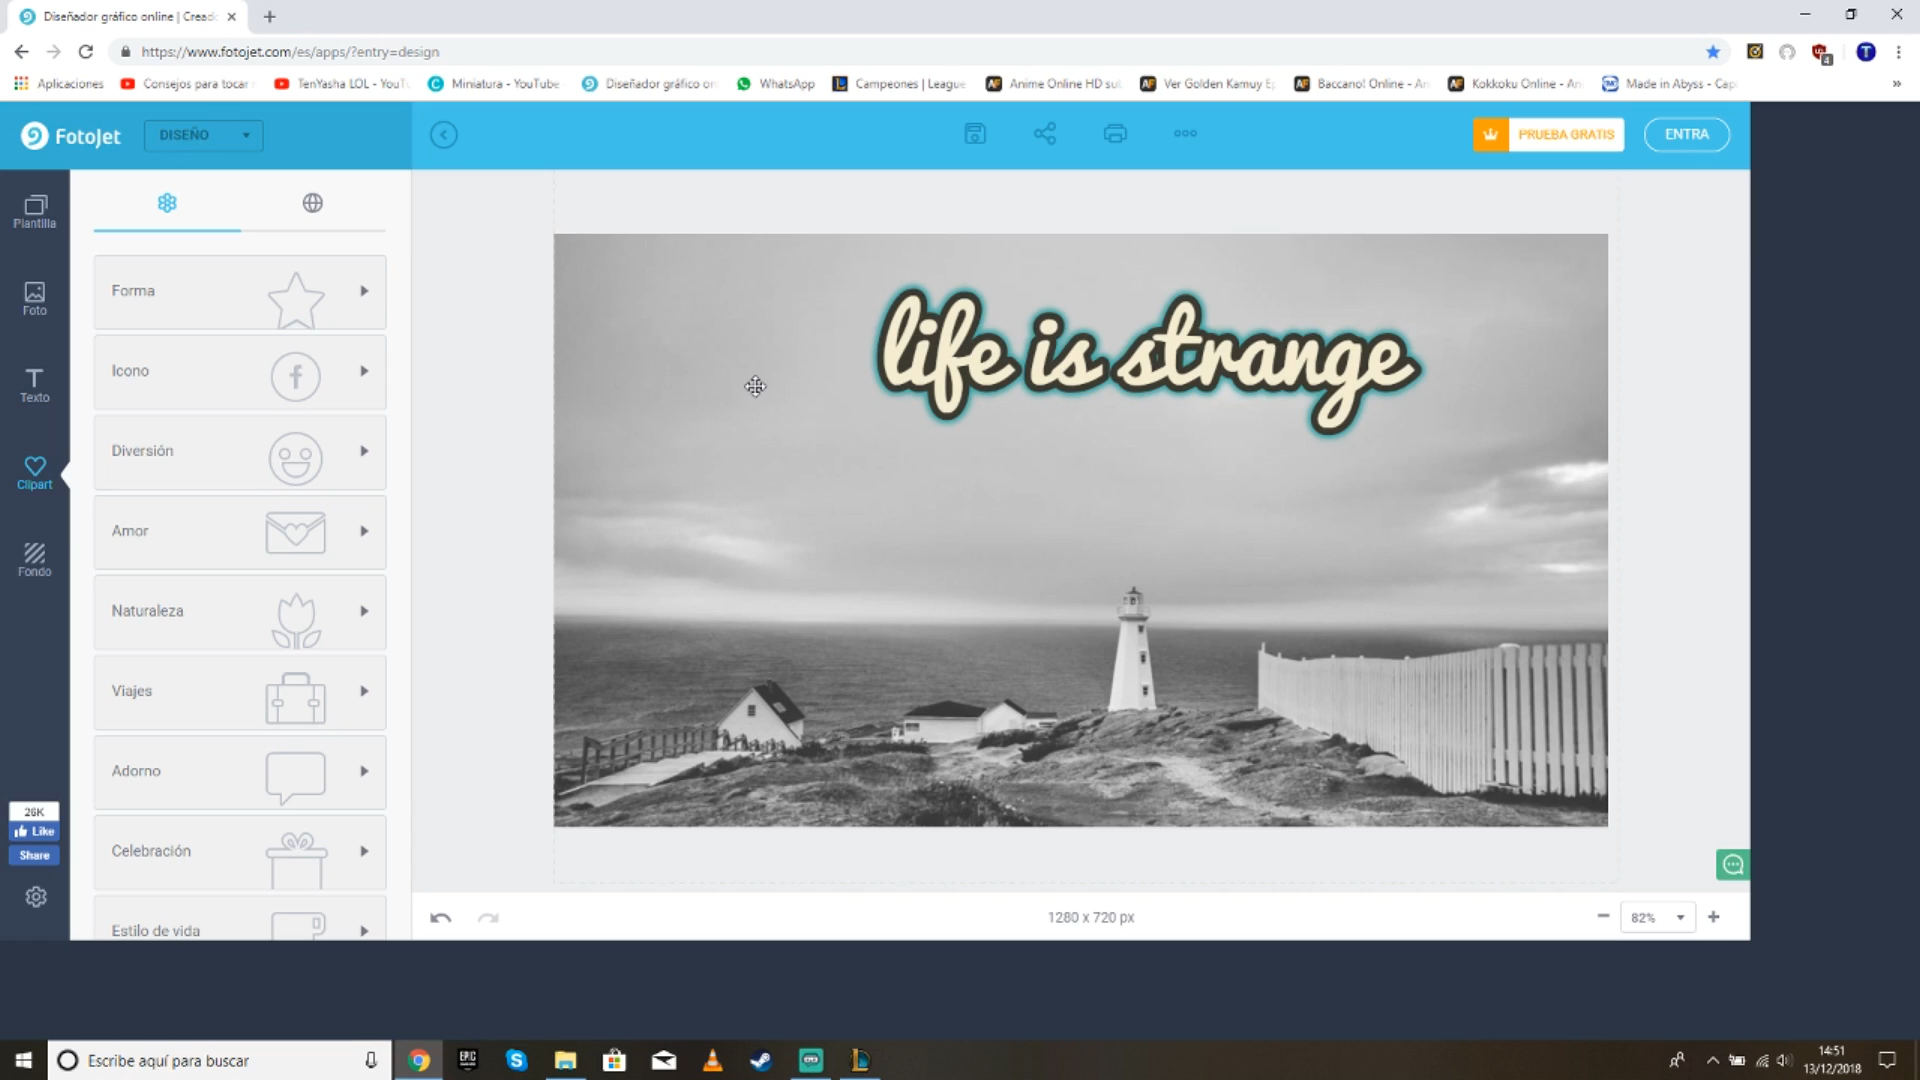 Diseñador gráfico online | Cread
https://www.fotojet.com/es/apps/?entry=design
4
T
Aplicaciones
Consejos para tocar
TenYasha LOL - YouT
Miniatura - YouTube
Diseñador gráfico on
WhatsApp
Campeones | League
Anime Online HD sub
Ver Golden Kamuy Ep
Baccano! Online - An
Kokkoku Online - An
Made in Abyss - Cap
»
FotoJet
DISEÑO
PRUEBA GRATIS
ENTRA
Plantilla
Foto
Texto
Clipart
Fondo
Forma
Icono
Diversión
Amor
Naturaleza
Viajes
Adorno
Celebración
Estilo de vida
life is strange
26K
Like
Share
1280 x 720 px
82%
Escribe aquí para buscar
EPIC
14:51
13/12/2018